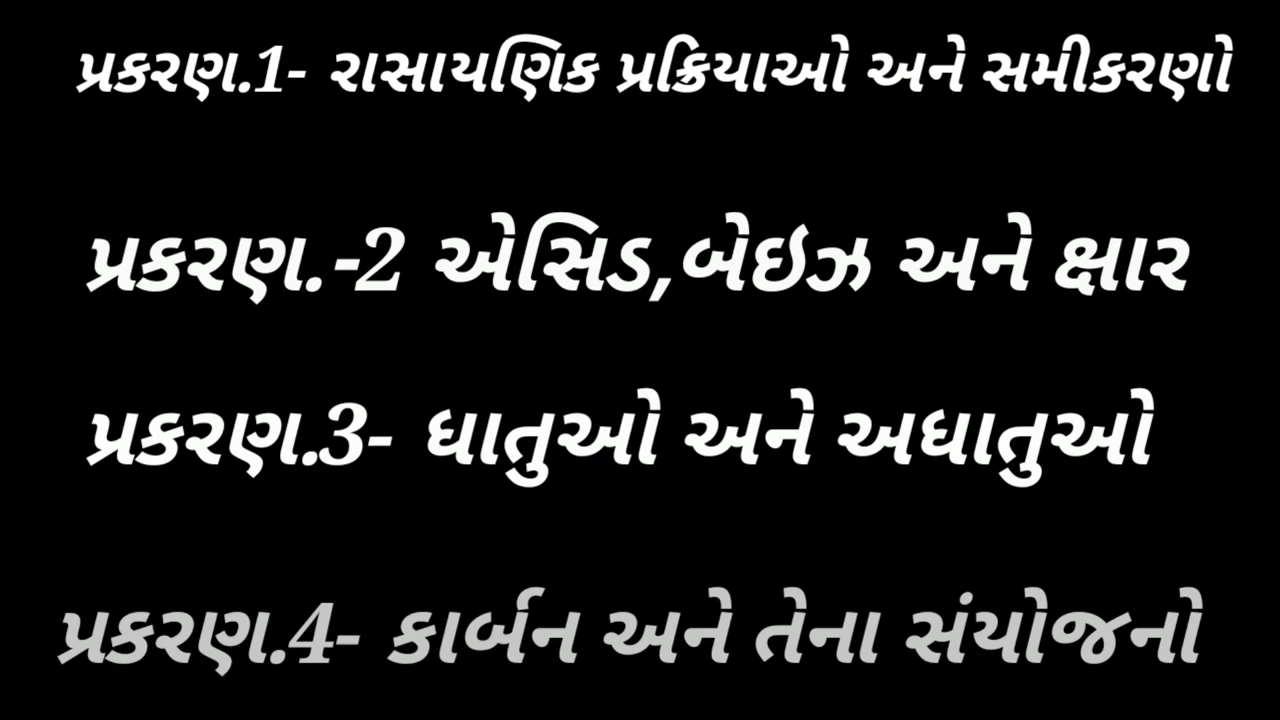 પ્રકરણ.1- રાસાયણિક પ્રક્રિયાઓ અને સમીકરણો
પ્રકરણ.-2 એસિડ,બેઇઝ અને ક્ષાર
પ્રકરણ.3- ધાતુઓ અને અધાતુઓ
પ્રકરણ.4- કાર્બન અને તેના સંયોજનો